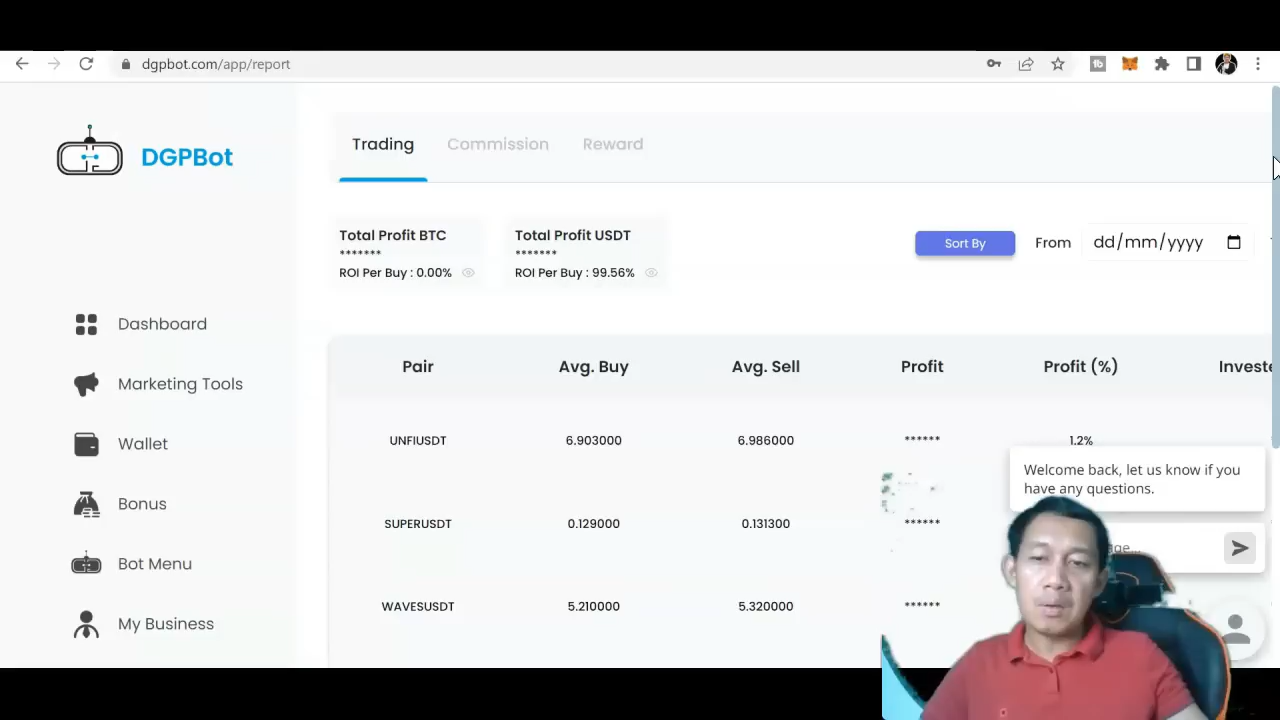 dgpbot.com/app/report
DGPBot
Trading Commission Reward
Total Profit BTC
*******
ROI Per Buy : 0.00%
Total Profit USDT
*******
ROI Per Buy : 99.56%
Sort By
From dd/mm/yyyy
Dashboard
Marketing Tools
Wallet
Bonus
Bot Menu
My Business
Pair Avg. Buy Avg. Sell Profit Profit (%) Investe
UNFIUSDT 6.903000 6.986000 ****** 1.2%
SUPERUSDT 0.129000 0.131300 ******
WAVESUSDT 5.210000 5.320000 ******
Welcome back, let us know if you
have any questions.